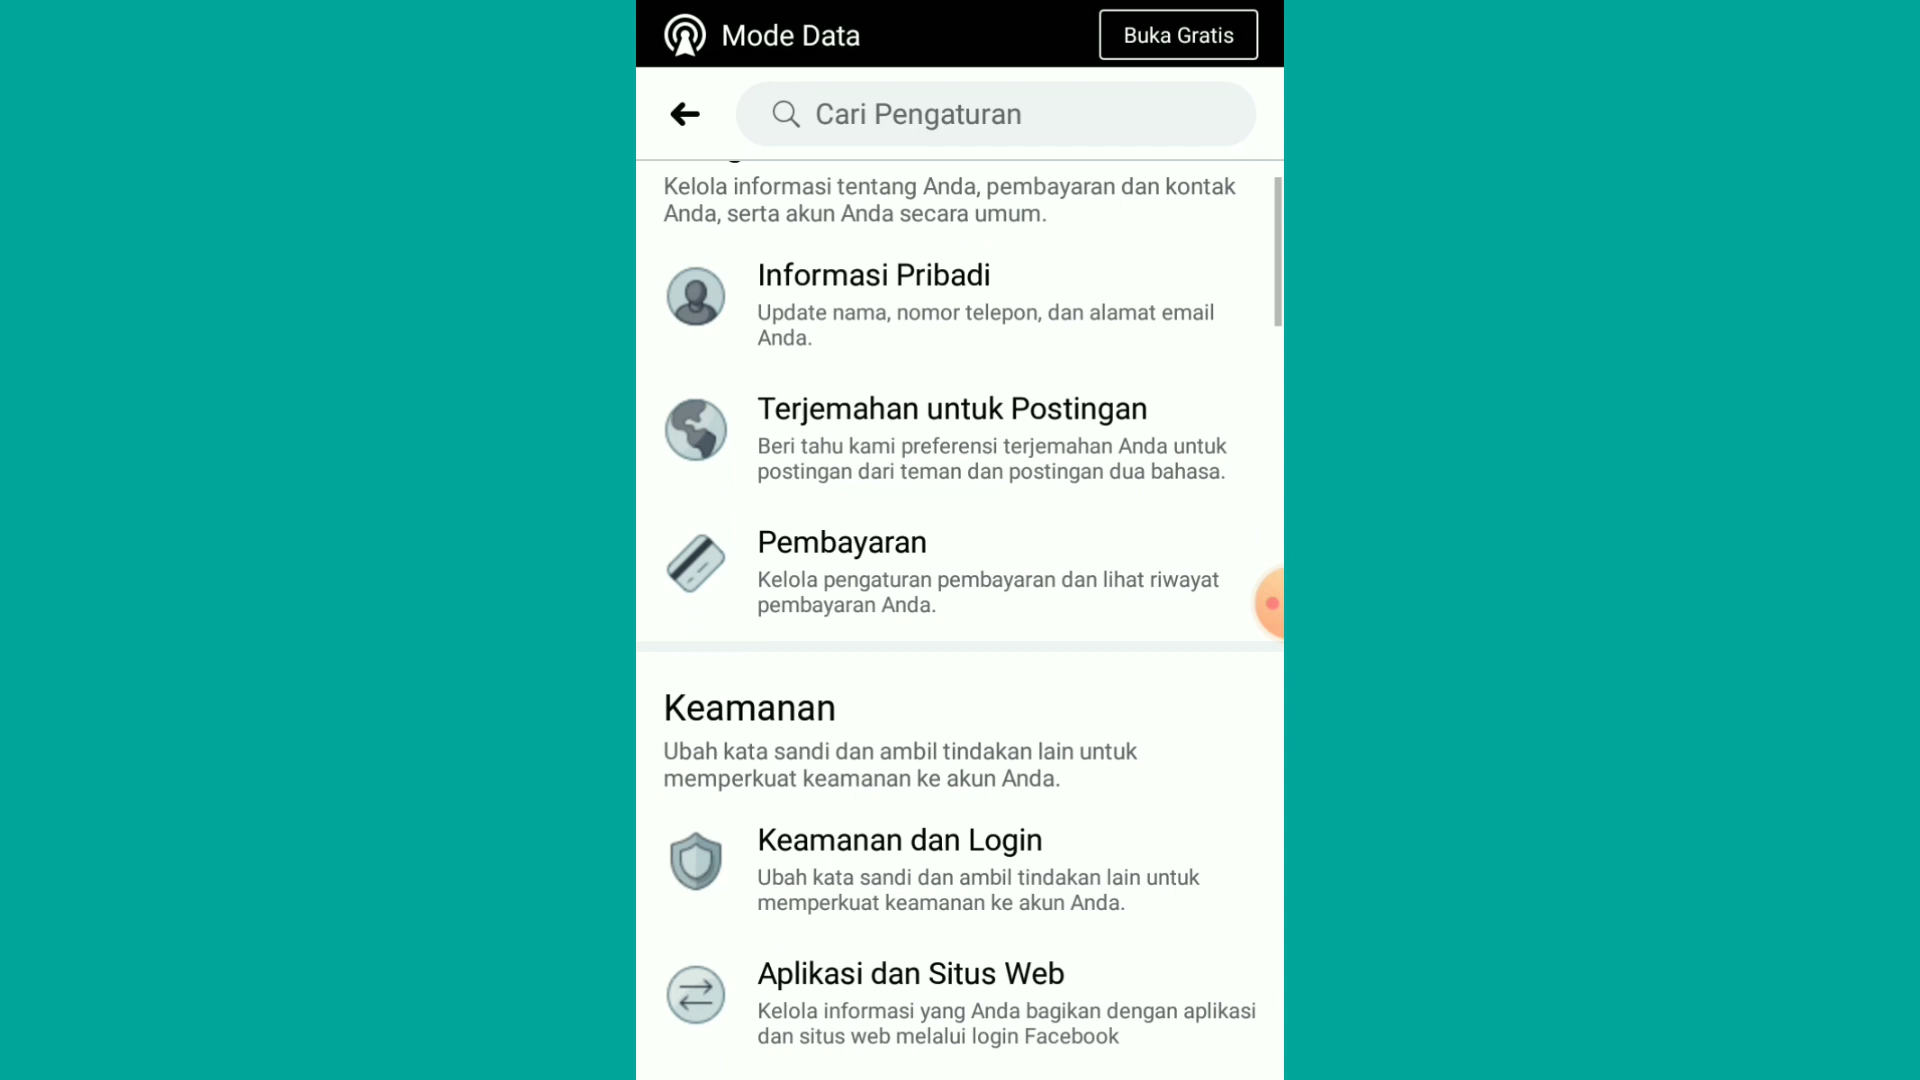 Mode Data
Buka Gratis
Cari Pengaturan
Kelola informasi tentang Anda, pembayaran dan kontak
Anda, serta akun Anda secara umum.
Informasi Pribadi
Update nama, nomor telepon, dan alamat email
Anda.
Terjemahan untuk Postingan
Beri tahu kami preferensi terjemahan Anda untuk
postingan dari teman dan postingan dua bahasa.
Pembayaran
Kelola pengaturan pembayaran dan lihat riwayat
pembayaran Anda.
Keamanan
Ubah kata sandi dan ambil tindakan lain untuk
memperkuat keamanan ke akun Anda.
Keamanan dan Login
Ubah kata sandi dan ambil tindakan lain untuk
memperkuat keamanan ke akun Anda.
Aplikasi dan Situs Web
Kelola informasi yang Anda bagikan dengan aplikasi
dan situs web melalui login Facebook